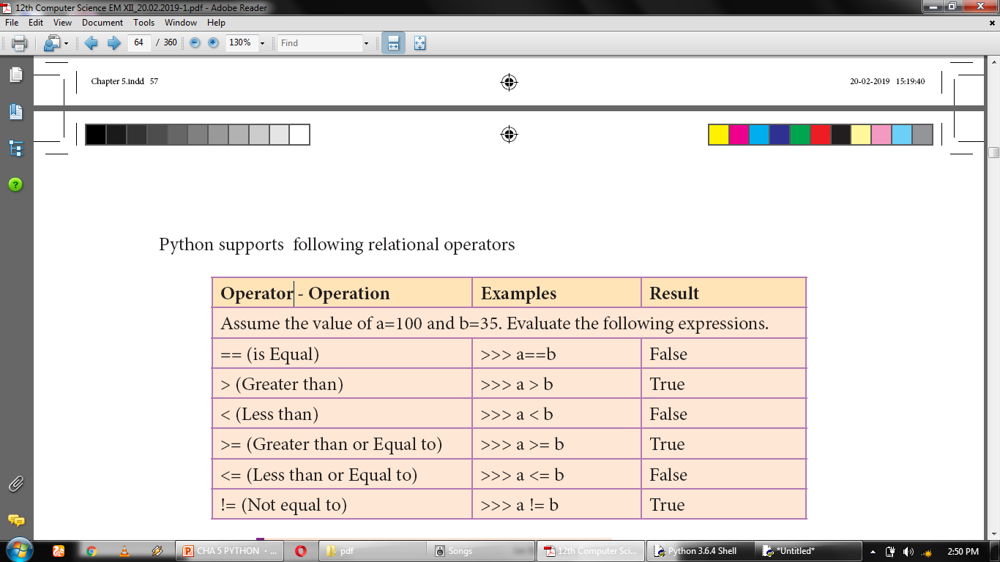 12th Computer Science EM XII_20.02.2019-1.pdf - Adobe Reader
File Edit View Document Tools Window Help
64 / 360 130% Find
Chapter 5.indd 57 20-02-2019 15:19:40
Python supports following relational operators
Operator - Operation Examples Result
Assume the value of a=100 and b=35. Evaluate the following expressions.
== (is Equal) >>> a==b False
> (Greater than) >>> a > b True
< (Less than) >>> a < b False
>= (Greater than or Equal to) >>> a >= b True
<= (Less than or Equal to) >>> a <= b False
!= (Not equal to) >>> a != b True
CHA 5 PYTHON - ... pdf Songs 12th Computer Sci... Python 3.6.4 Shell *Untitled* 2:50 PM